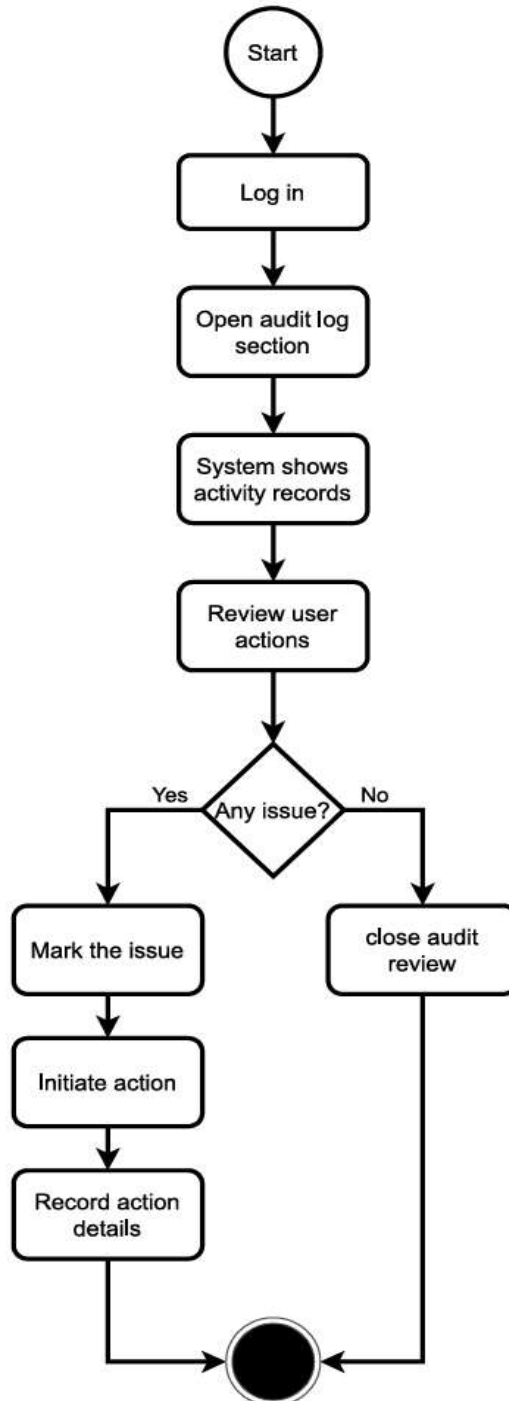 Start
Log in
Open audit log
section
System shows
activity records
Review user
actions
Yes
Any issue?
No
Mark the issue
close audit
review
Initiate action
Record action
details